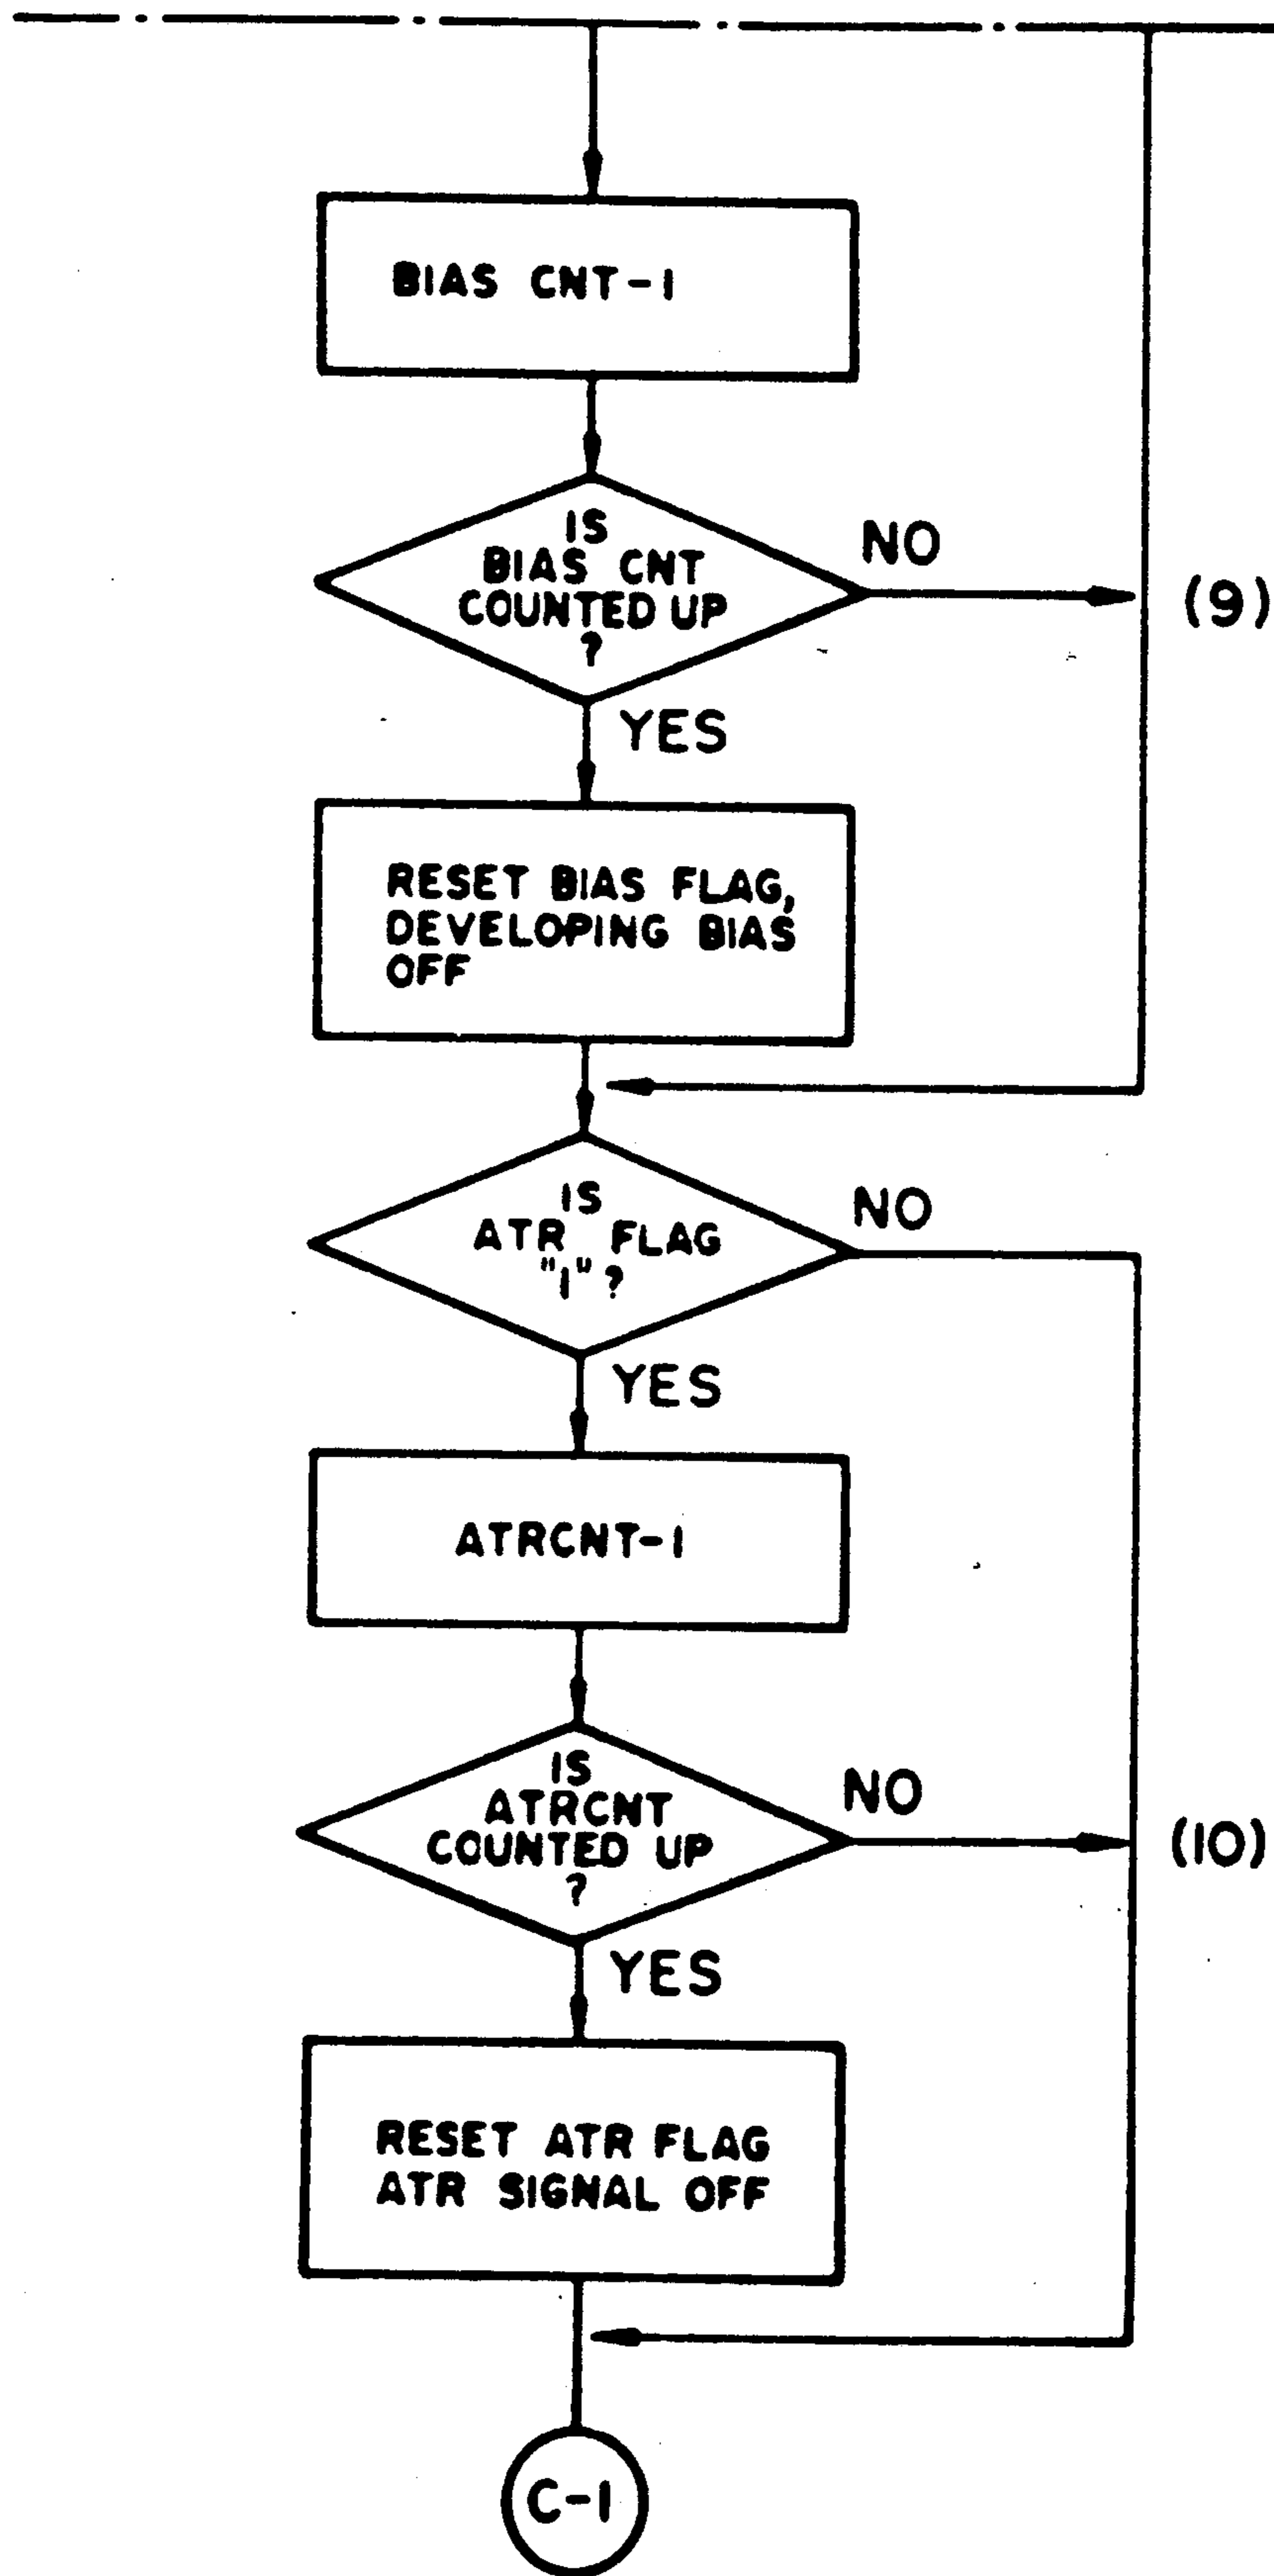 BIAS CNT-1
IS
BIAS CNT
COUNTED UP
?
NO
(9)
YES
RESET BIAS FLAG,
DEVELOPING BIAS
OFF
IS
ATR FLAG
"1"?
NO
YES
ATRCNT-1
IS
ATRCNT
COUNTED UP
?
NO
(10)
YES
RESET ATR FLAG
ATR SIGNAL OFF
C-1